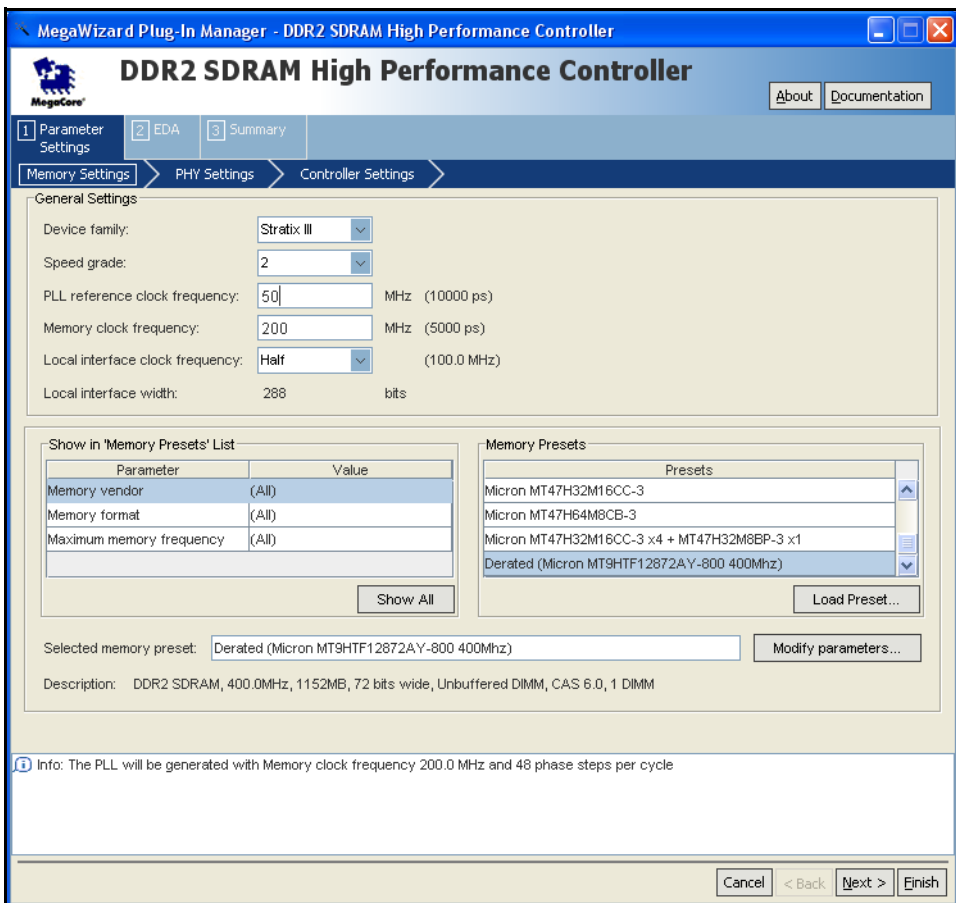 MegaWizard Plug-In Manager - DDR2 SDRAM High Performance Controller
MegaCore®
DDR2 SDRAM High Performance Controller
About Documentation
1 Parameter Settings 2 EDA 3 Summary
Memory Settings PHY Settings Controller Settings
General Settings
Device family: Stratix III
Speed grade: 2
PLL reference clock frequency: 50 MHz (10000 ps)
Memory clock frequency: 200 MHz (5000 ps)
Local interface clock frequency: Half (100.0 MHz)
Local interface width: 288 bits
Show in 'Memory Presets' List
Parameter Value
Memory vendor (All)
Memory format (All)
Maximum memory frequency (All)
Show All
Memory Presets
Presets
Micron MT47H32M16CC-3
Micron MT47H64M8CB-3
Micron MT47H32M16CC-3 x4 + MT47H32M8BP-3 x1
Derated (Micron MT9HTF12872AY-800 400Mhz)
Load Preset...
Selected memory preset: Derated (Micron MT9HTF12872AY-800 400Mhz) Modify parameters...
Description: DDR2 SDRAM, 400.0MHz, 1152MB, 72 bits wide, Unbuffered DIMM, CAS 6.0, 1 DIMM
Info: The PLL will be generated with Memory clock frequency 200.0 MHz and 48 phase steps per cycle
Cancel < Back Next > Finish